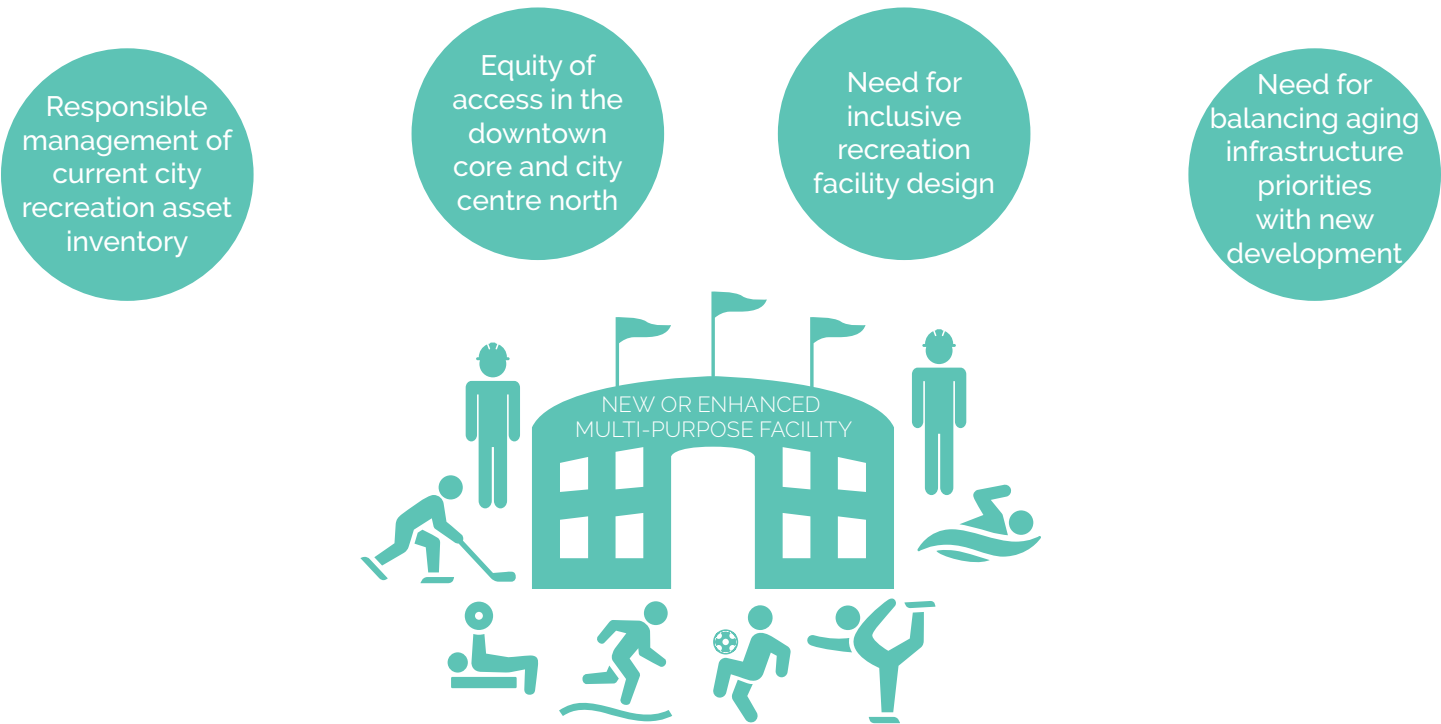 Responsible
management of
current city
recreation asset
inventory
Equity of
access in the
downtown
core and city
centre north
Need for
inclusive
recreation
facility design
Need for
balancing aging
infrastructure
priorities
with new
development
NEW OR ENHANCED
MULTI-PURPOSE FACILITY